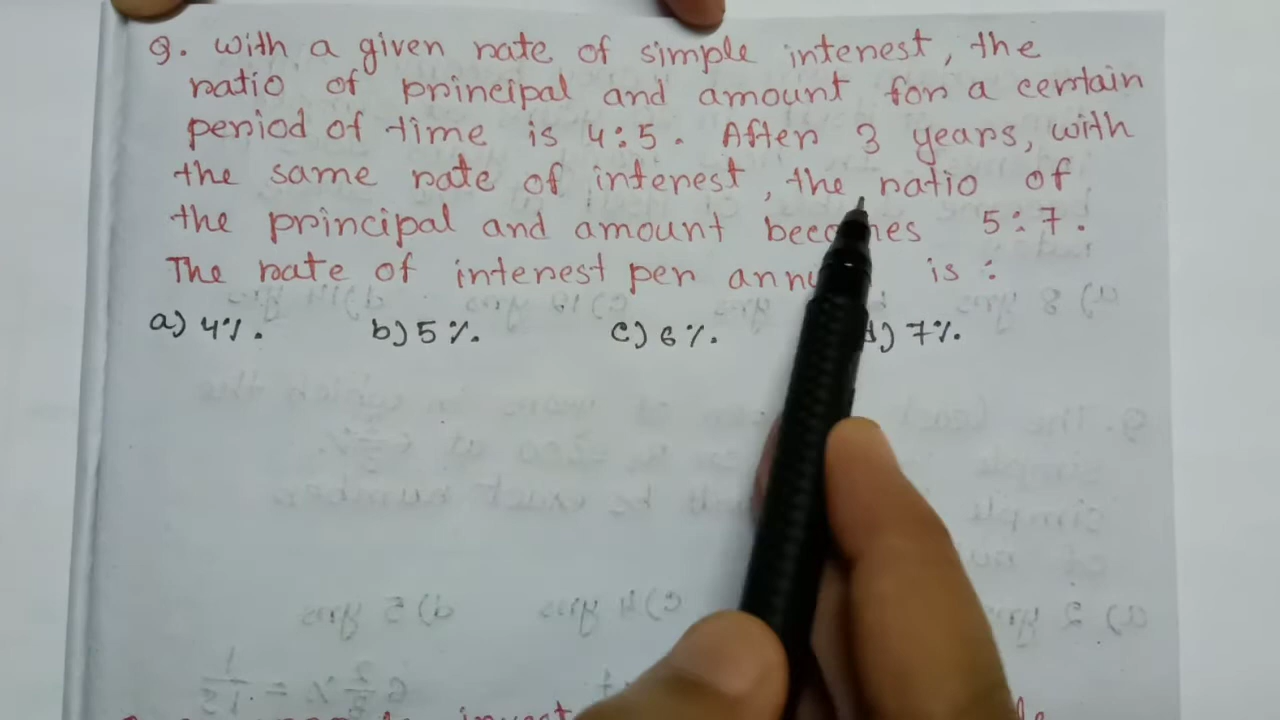 Q. With a given rate of simple interest, the
ratio of principal and amount for a certain
period of time is 4:5. After 3 years, with
the same rate of interest, the ratio of
the principal and amount becomes 5:7.
The rate of interest per annum is :
a) 4%. b) 5%. c) 6%. d) 7%.
invest